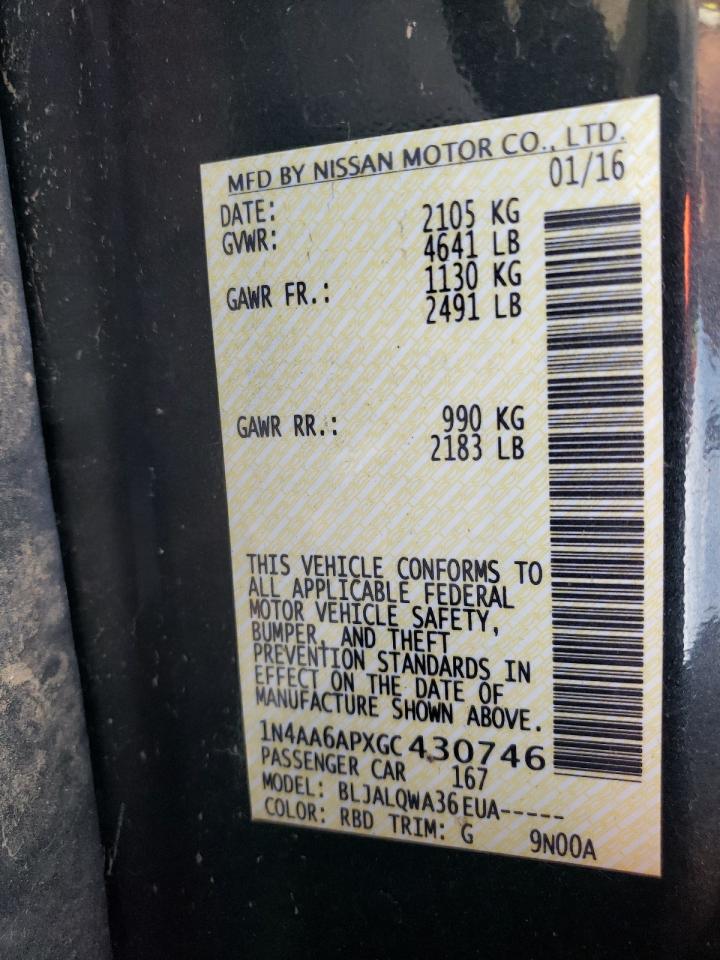 MFD BY NISSAN MOTOR CO., LTD.
DATE: 01/16
GVWR: 2105 KG
4641 LB
GAWR FR.: 1130 KG
2491 LB
GAWR RR.: 990 KG
2183 LB
THIS VEHICLE CONFORMS TO
ALL APPLICABLE FEDERAL
MOTOR VEHICLE SAFETY,
BUMPER, AND THEFT
PREVENTION STANDARDS IN
EFFECT ON THE DATE OF
MANUFACTURE SHOWN ABOVE.
1N4AA6APXGC430746
PASSENGER CAR 167
MODEL: BLJALQWA36EUA-----
COLOR: RBD TRIM: G 9N00A